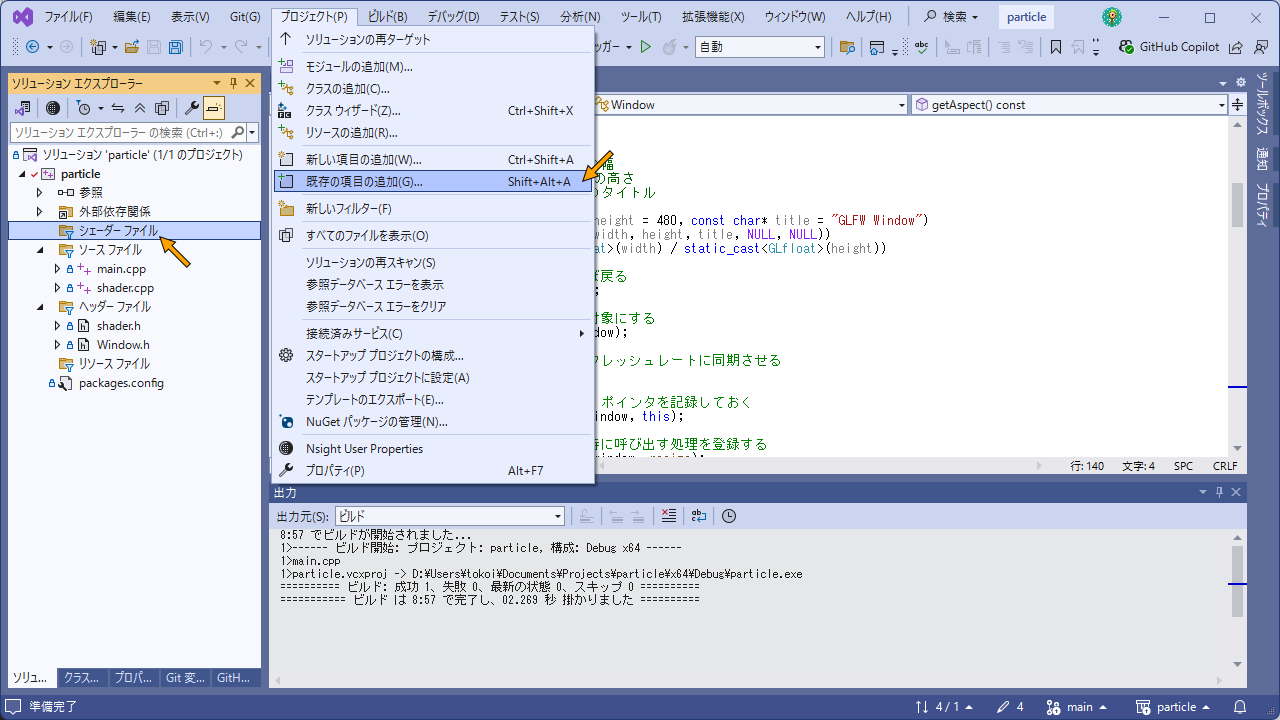 ファイル(F) 編集(E) 表示(V) Git(G) プロジェクト(P) ビルド(B) デバッグ(D) テスト(S) 分析(N) ツール(T) 拡張機能(X) ウィンドウ(W) ヘルプ(H) 検索 particle
ッガー 自動 GitHub Copilot
ソリューション エクスプローラー
ソリューション エクスプローラー の検索 (Ctrl+:)
ソリューション 'particle' (1/1 のプロジェクト)
particle
参照
外部依存関係
シェーダー ファイル
ソース ファイル
main.cpp
shader.cpp
ヘッダー ファイル
shader.h
Window.h
リソース ファイル
packages.config
ソリュ... クラス... プロパ... Git 変... GitH...
ソリューションの再ターゲット
モジュールの追加(M)...
クラスの追加(C)...
クラス ウィザード(Z)... Ctrl+Shift+X
リソースの追加(R)...
新しい項目の追加(W)... Ctrl+Shift+A
既存の項目の追加(G)... Shift+Alt+A
新しいフィルター(F)
すべてのファイルを表示(O)
ソリューションの再スキャン(S)
参照データベース エラーを表示
参照データベース エラーをクリア
接続済みサービス(C)
スタートアップ プロジェクトの構成...
スタートアップ プロジェクトに設定(A)
テンプレートのエクスポート(E)...
NuGet パッケージの管理(N)...
Nsight User Properties
プロパティ(P) Alt+F7
Window getAspect() const
幅
の高さ
タイトル
height = 480, const char* title = "GLFW Window")
width, height, title, NULL, NULL))
at>(width) / static_cast<GLfloat>(height))
ば戻る
;
対象にする
dow);
フレッシュレートに同期させる
ポインタを記録しておく
indow, this);
時に呼び出す処理を登録する
行: 140 文字: 4 SPC CRLF
ツールボックス
通知
プロパティ
出力
出力元(S): ビルド
8:57 でビルドが開始されました...
1>------ ビルド開始: プロジェクト: particle, 構成: Debug x64 ------
1>main.cpp
1>particle.vcxproj -> D:¥Users¥tokoi¥Documents¥Projects¥particle¥x64¥Debug¥particle.exe
========== ビルド: 成功 1、失敗 0、最新の状態 0、スキップ 0 ==========
=========== ビルド は 8:57 で完了し、02.269 秒 掛かりました ==========
準備完了 4 / 1 4 main particle